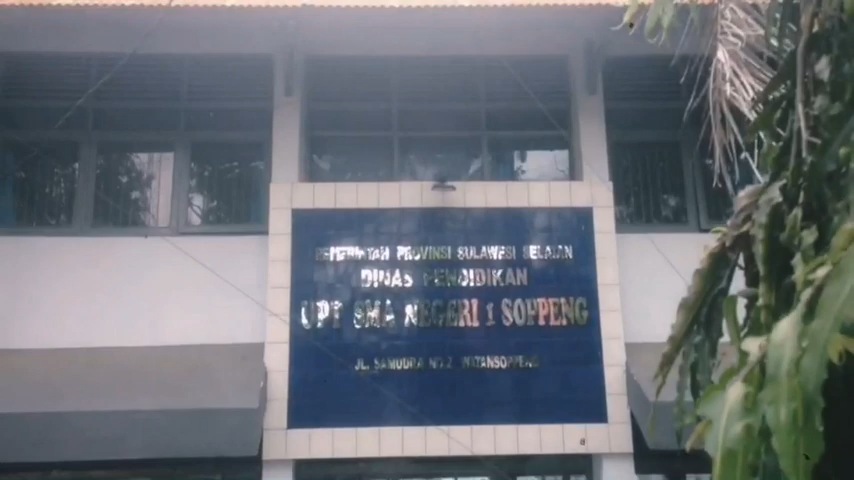 PEMERINTAH PROVINSI SULAWESI SELATAN
DINAS PENDIDIKAN
UPT SMA NEGERI 1 SOPPENG
JL. SAMUDRA NO.2 WATANSOPPENG